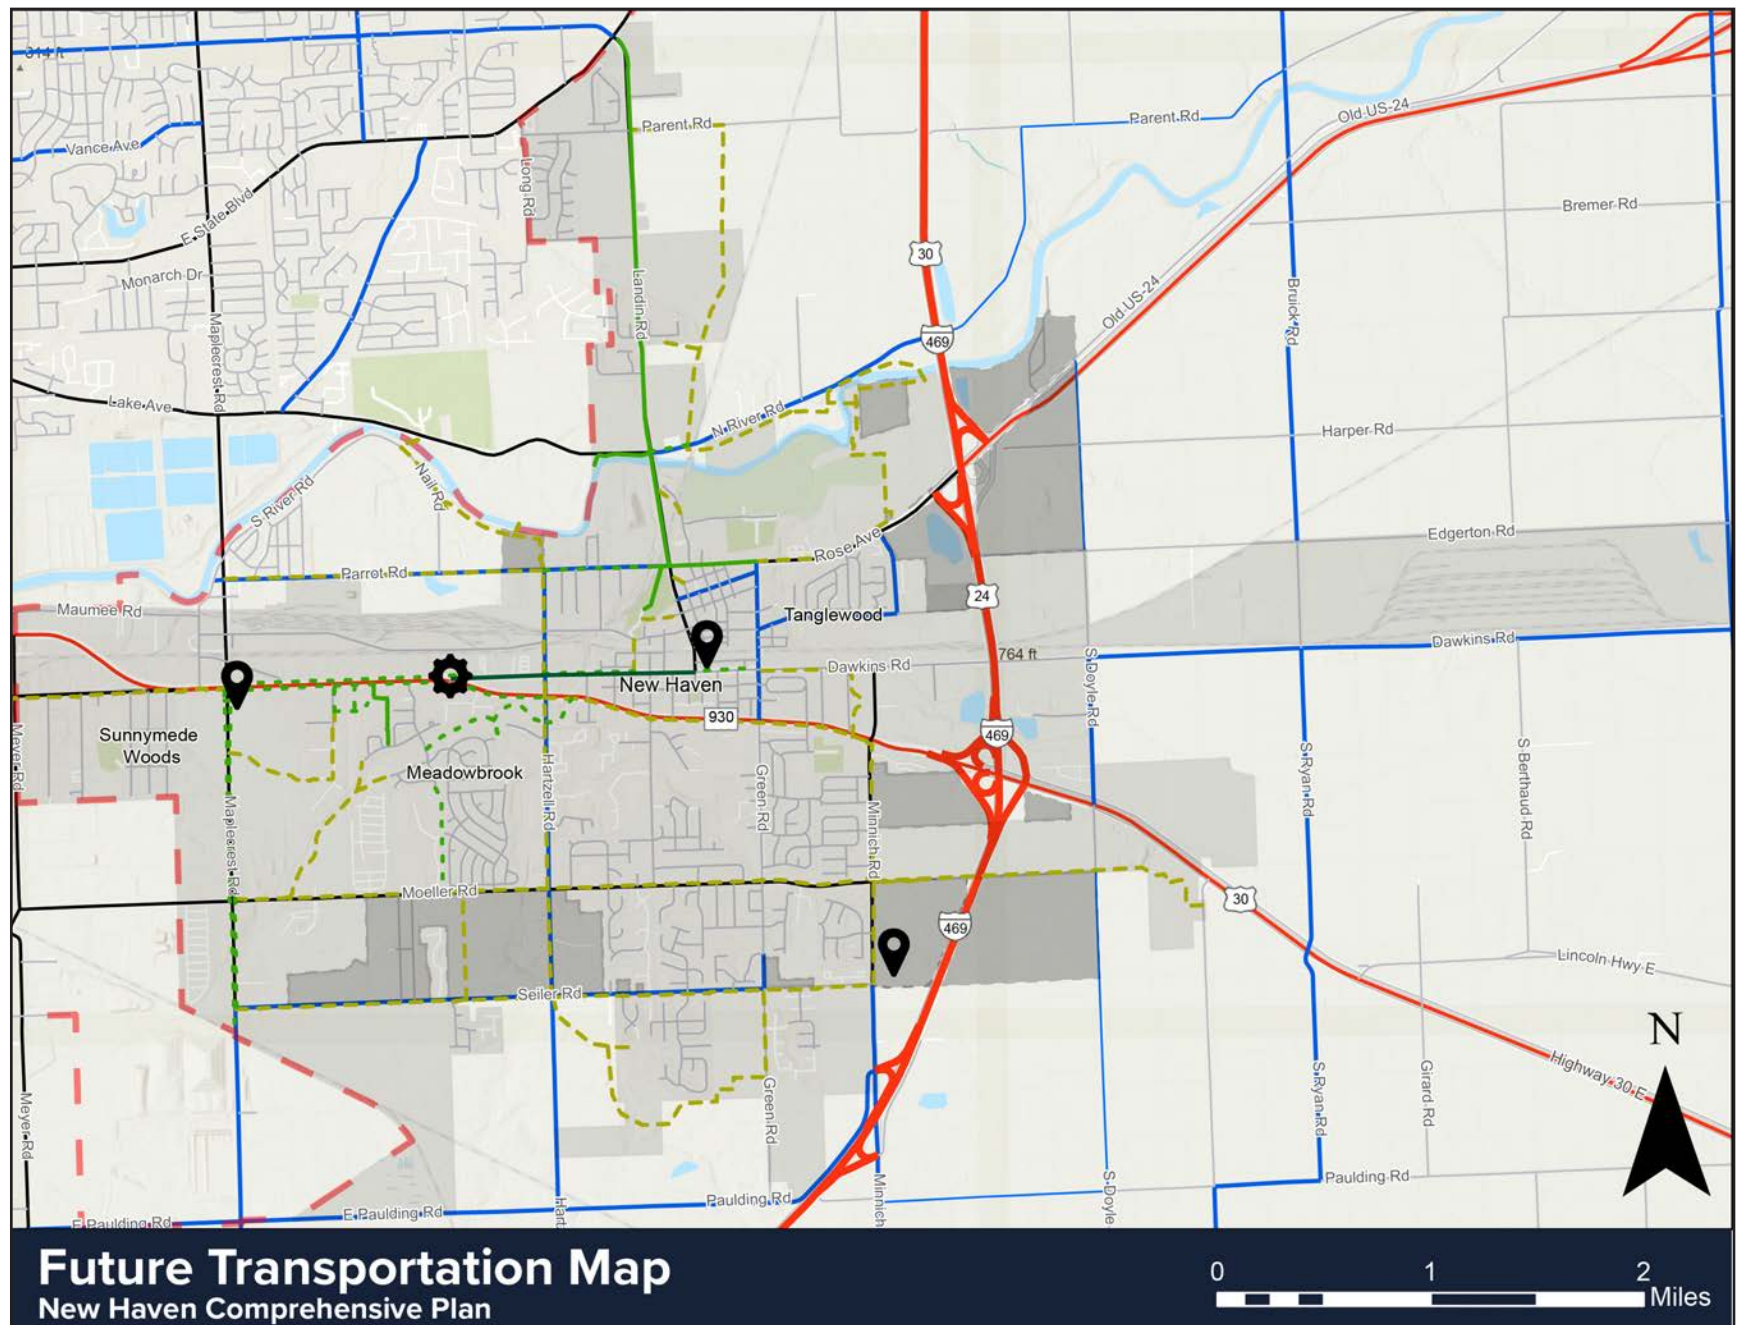 814 ft
Vance Ave
E State Blvd
Monarch Dr
Maplecrest Rd
Lake Ave
Long Rd
Parent Rd
Landin Rd
30
469
Parent Rd
Old US-24
Bremer Rd
Bruick Rd
Old US-24
Harper Rd
N River Rd
Nail Rd
S River Rd
Rose Ave
Edgerton Rd
Parrot Rd
Maumee Rd
24
Tanglewood
Dawkins Rd
764 ft
Dawkins Rd
S Doyle Rd
New Haven
930
469
Sunnymede
Woods
Meyer Rd
Meadowbrook
Hartzell Rd
Green Rd
Minnich Rd
Maplecrest Rd
S Ryan Rd
S Berthaud Rd
Moeller Rd
30
469
Lincoln Hwy E
Seiler Rd
N
Highway 30 E
Meyer Rd
Green Rd
S Ryan Rd
Girard Rd
Paulding Rd
Paulding Rd
E Paulding Rd
E Paulding Rd
Hart
Minnich
S Doyle
Future Transportation Map
New Haven Comprehensive Plan
0 1 2
Miles